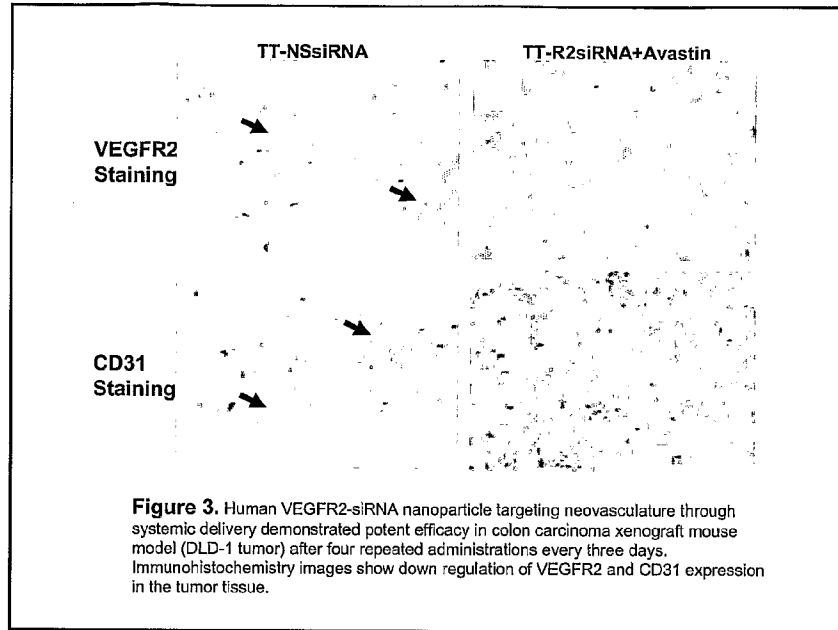 TT-NSsiRNA TT-R2siRNA+Avastin
VEGFR2
Staining
CD31
Staining
Figure 3. Human VEGFR2-siRNA nanoparticle targeting neovasculature through
systemic delivery demonstrated potent efficacy in colon carcinoma xenograft mouse
model (DLD-1 tumor) after four repeated administrations every three days.
Immunohistochemistry images show down regulation of VEGFR2 and CD31 expression
in the tumor tissue.